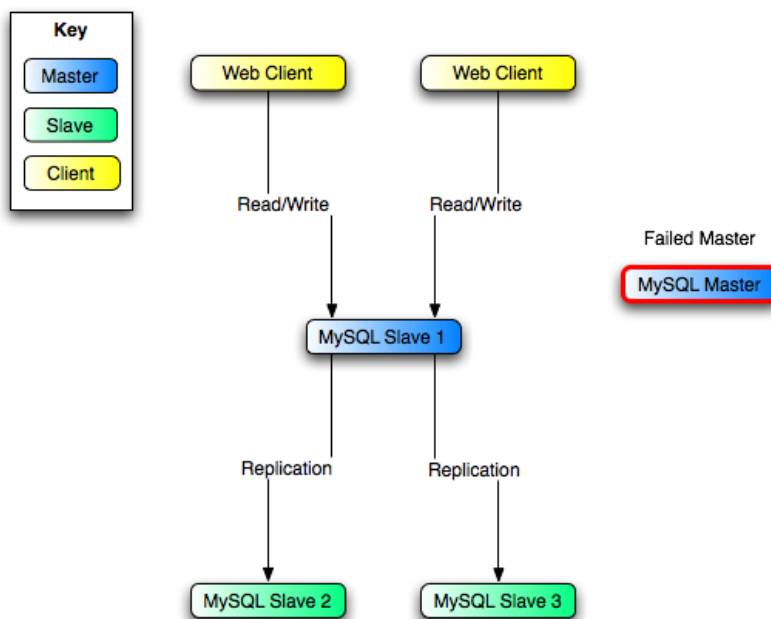 Key
Master
Slave
Client
Web Client
Web Client
Read/Write
Read/Write
Failed Master
MySQL Master
MySQL Slave 1
Replication
Replication
MySQL Slave 2
MySQL Slave 3